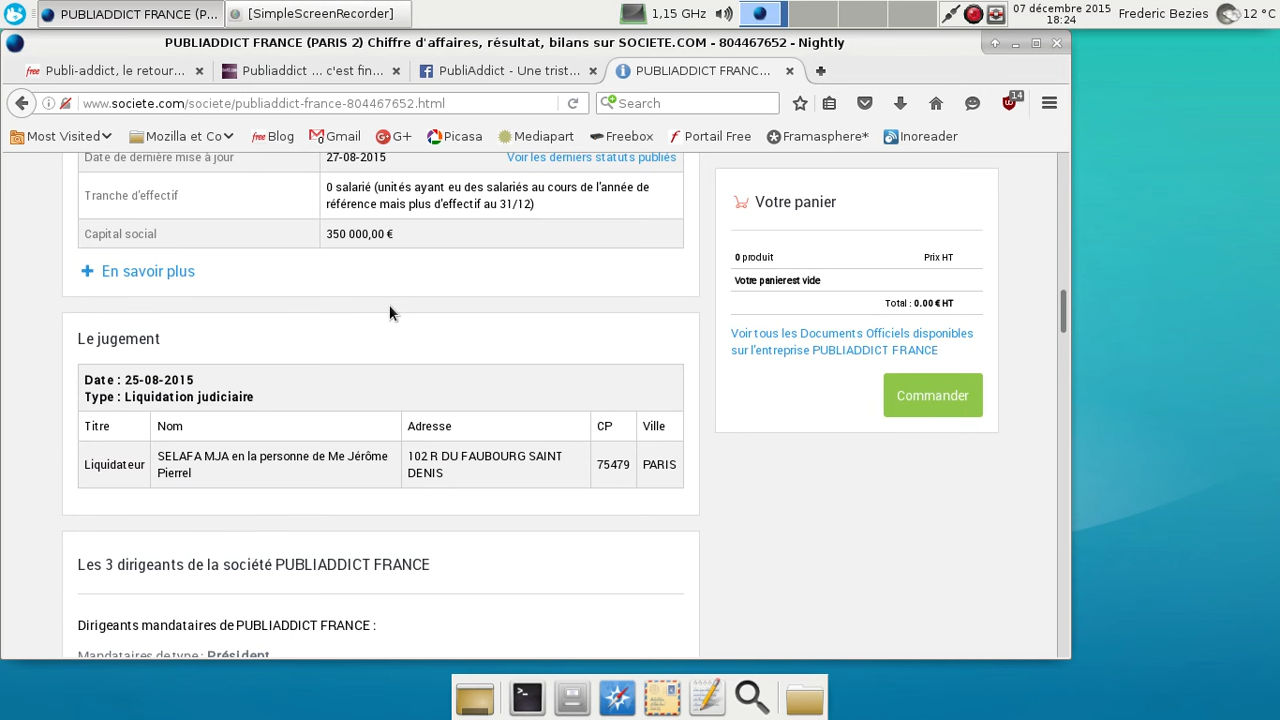 PUBLIADDICT FRANCE (P...
[SimpleScreenRecorder]
1,15 GHz
07 décembre 2015
18:24
Frederic Bezies
12 °C
PUBLIADDICT FRANCE (PARIS 2) Chiffre d'affaires, résultat, bilans sur SOCIETE.COM - 804467652 - Nightly
free Publi-addict, le retour...
Publiaddict ... c'est fin...
PubliAddict - Une trist...
PUBLIADDICT FRANC...
www.societe.com/societe/publiaddict-france-804467652.html
Search
14
Most Visited
Mozilla et Co
free Blog
Gmail
G+
Picasa
Mediapart
Freebox
Portail Free
Framasphere*
Inoreader
Date de dernière mise à jour
27-08-2015
Voir les derniers statuts publiés
Tranche d'effectif
0 salarié (unités ayant eu des salariés au cours de l'année de
référence mais plus d'effectif au 31/12)
Capital social
350 000,00 €
+ En savoir plus
Le jugement
Date : 25-08-2015
Type : Liquidation judiciaire
Titre Nom Adresse CP Ville
Liquidateur
SELAFA MJA en la personne de Me Jérôme
Pierrel
102 R DU FAUBOURG SAINT
DENIS
75479
PARIS
Les 3 dirigeants de la société PUBLIADDICT FRANCE
Dirigeants mandataires de PUBLIADDICT FRANCE :
Mandataires de type : Président
Votre panier
0 produit Prix HT
Votre panier est vide
Total : 0.00 € HT
Voir tous les Documents Officiels disponibles
sur l'entreprise PUBLIADDICT FRANCE
Commander